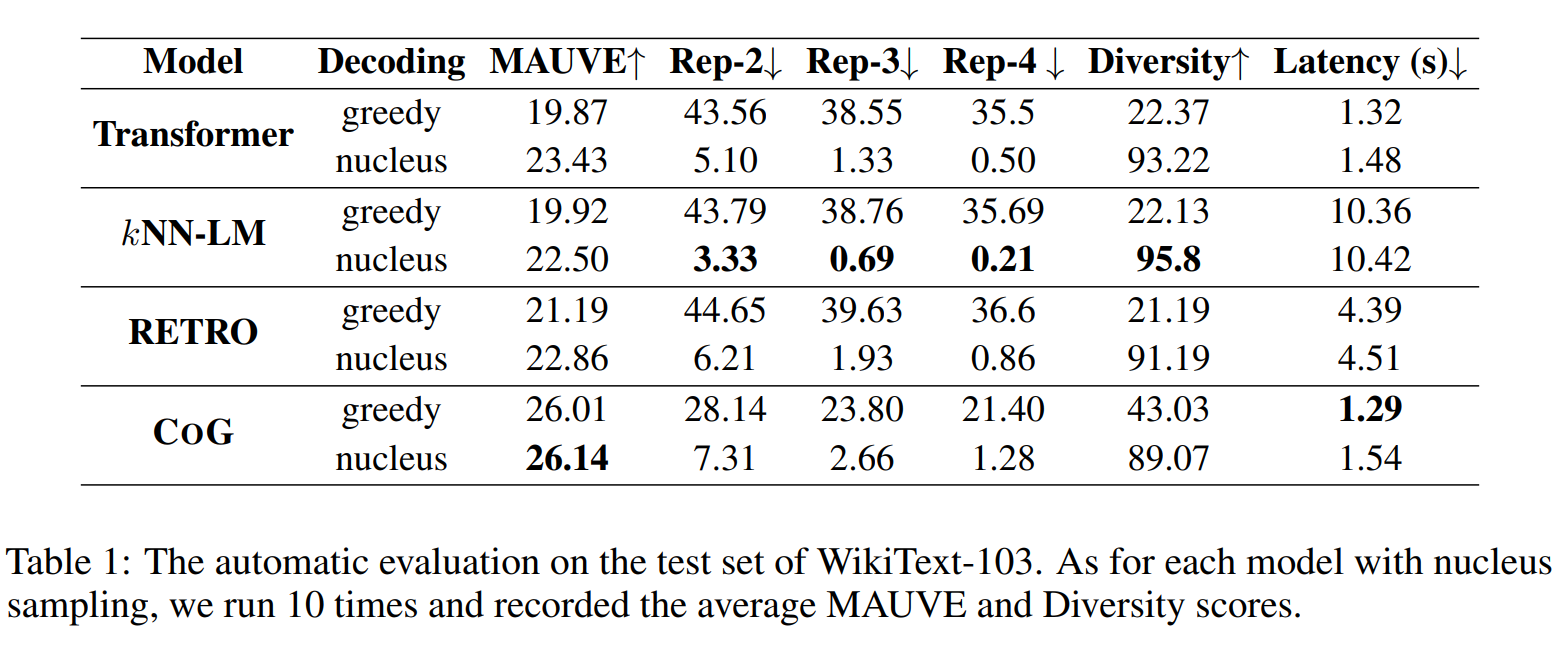 Model Decoding MAUVE↑ Rep-2↓ Rep-3↓ Rep-4 ↓ Diversity↑ Latency (s)↓
Transformer
greedy 19.87 43.56 38.55 35.5 22.37 1.32
nucleus 23.43 5.10 1.33 0.50 93.22 1.48
kNN-LM
greedy 19.92 43.79 38.76 35.69 22.13 10.36
nucleus 22.50 3.33 0.69 0.21 95.8 10.42
RETRO
greedy 21.19 44.65 39.63 36.6 21.19 4.39
nucleus 22.86 6.21 1.93 0.86 91.19 4.51
COG
greedy 26.01 28.14 23.80 21.40 43.03 1.29
nucleus 26.14 7.31 2.66 1.28 89.07 1.54
Table 1: The automatic evaluation on the test set of WikiText-103. As for each model with nucleus
sampling, we run 10 times and recorded the average MAUVE and Diversity scores.